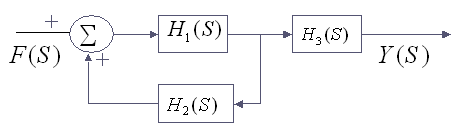 +
Σ
H₁(S)
H₃(S)
F(S)
+
Y(S)
H₂(S)